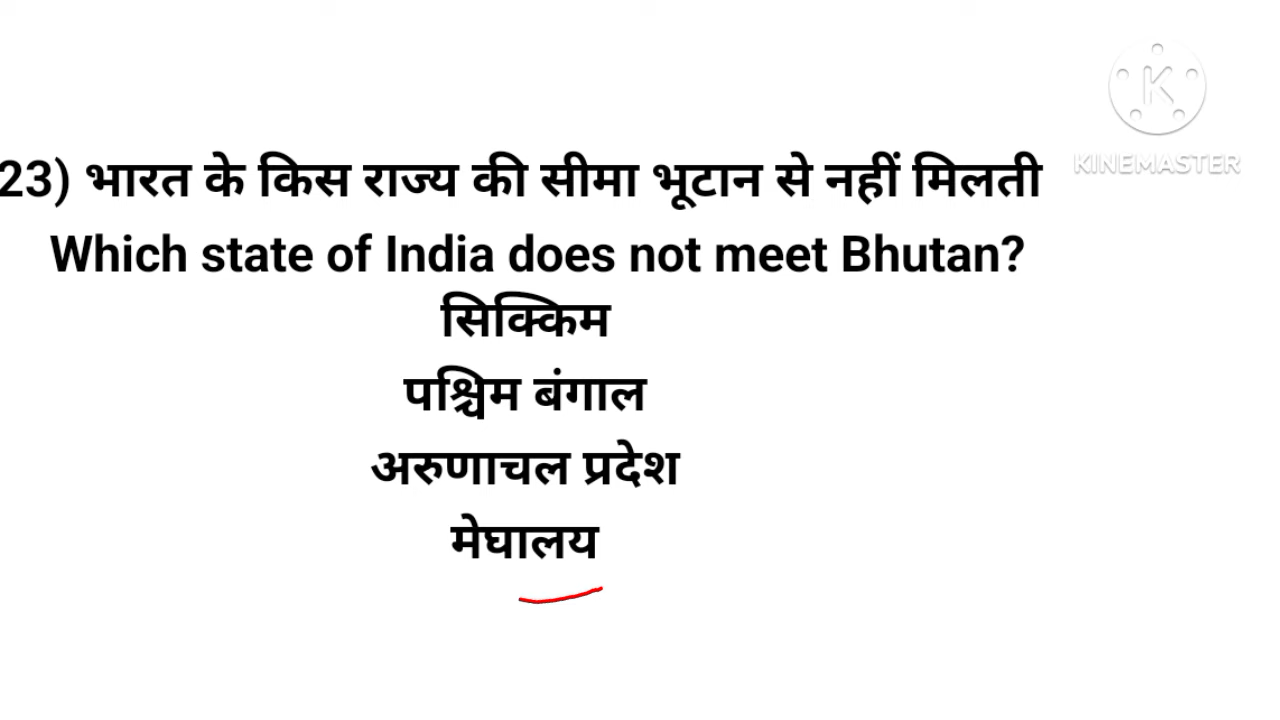 23) भारत के किस राज्य की सीमा भूटान से नहीं मिलती
Which state of India does not meet Bhutan?
सिक्किम
पश्चिम बंगाल
अरुणाचल प्रदेश
मेघालय
K
KINEMASTER